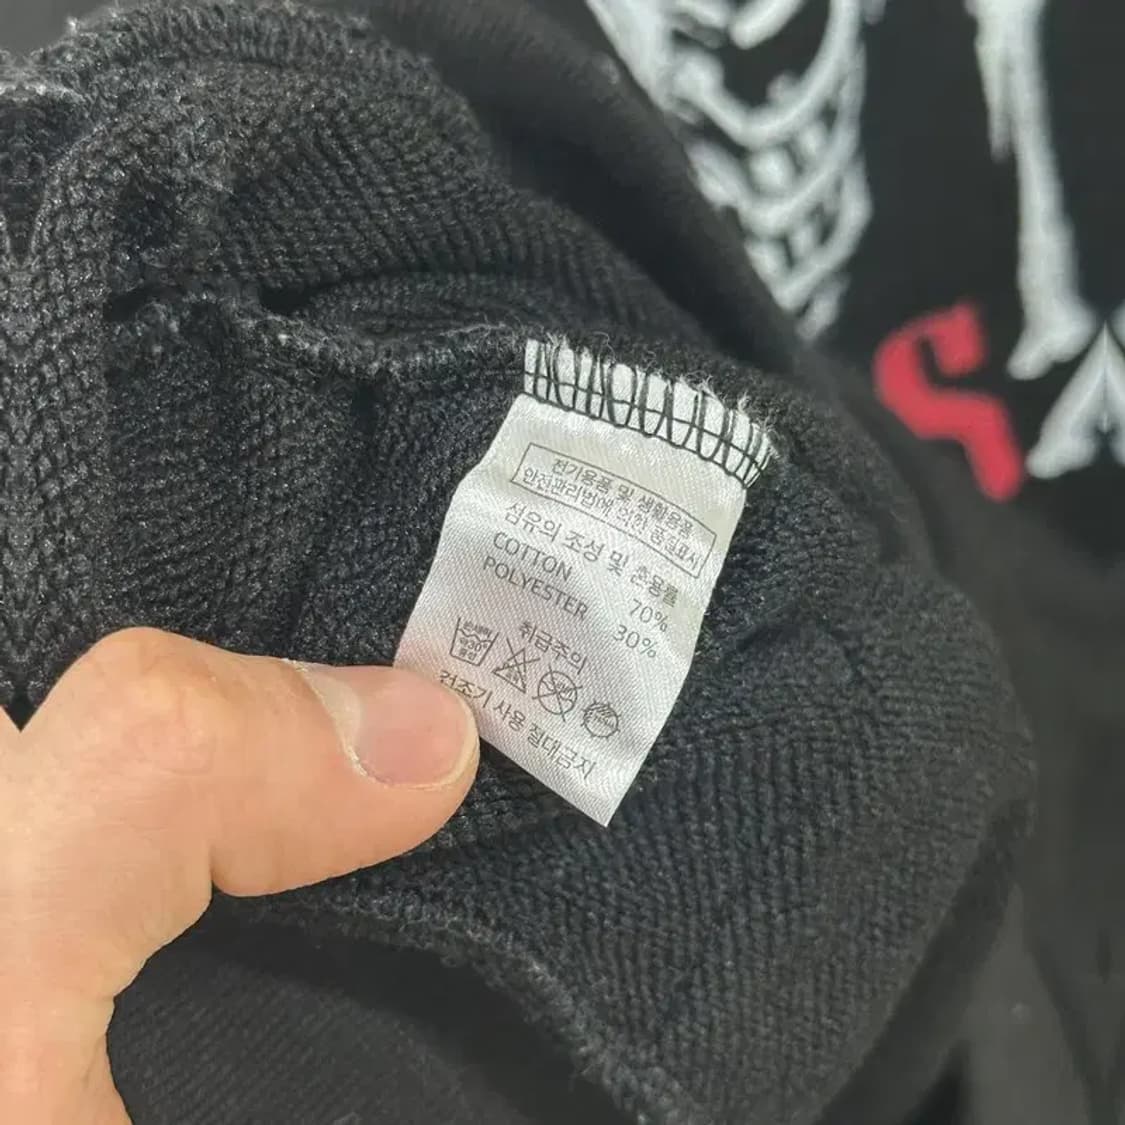 전기용품 및 생활용품
안전관리법에 의한 품질표시
섬유의 조성 및 혼용률
COTTON 70%
POLYESTER 30%
취급주의
건조기 사용 절대금지
S